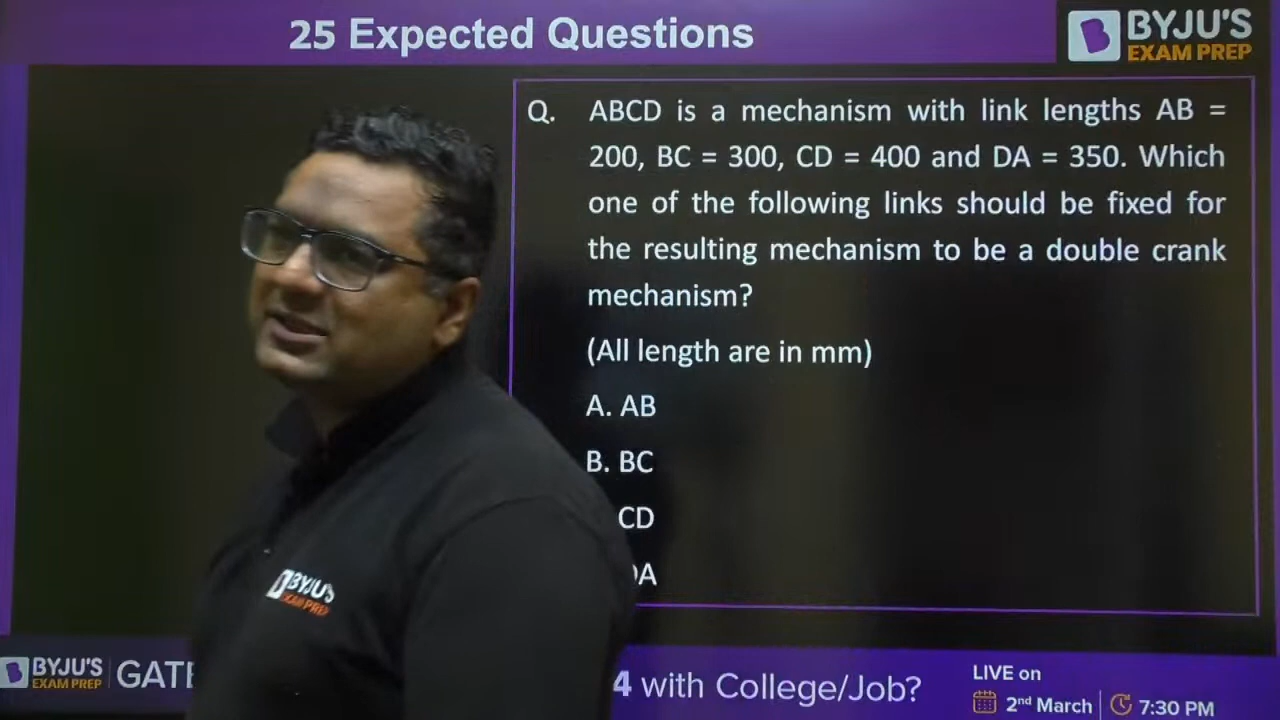 25 Expected Questions
BYJU'S
EXAM PREP
Q. ABCD is a mechanism with link lengths AB =
200, BC = 300, CD = 400 and DA = 350. Which
one of the following links should be fixed for
the resulting mechanism to be a double crank
mechanism?
(All length are in mm)
A. AB
B. BC
CD
A
BYJU'S
EXAM PREP
BYJU'S
EXAM PREP
GATE
4 with College/Job?
LIVE on
2nd March
7:30 PM